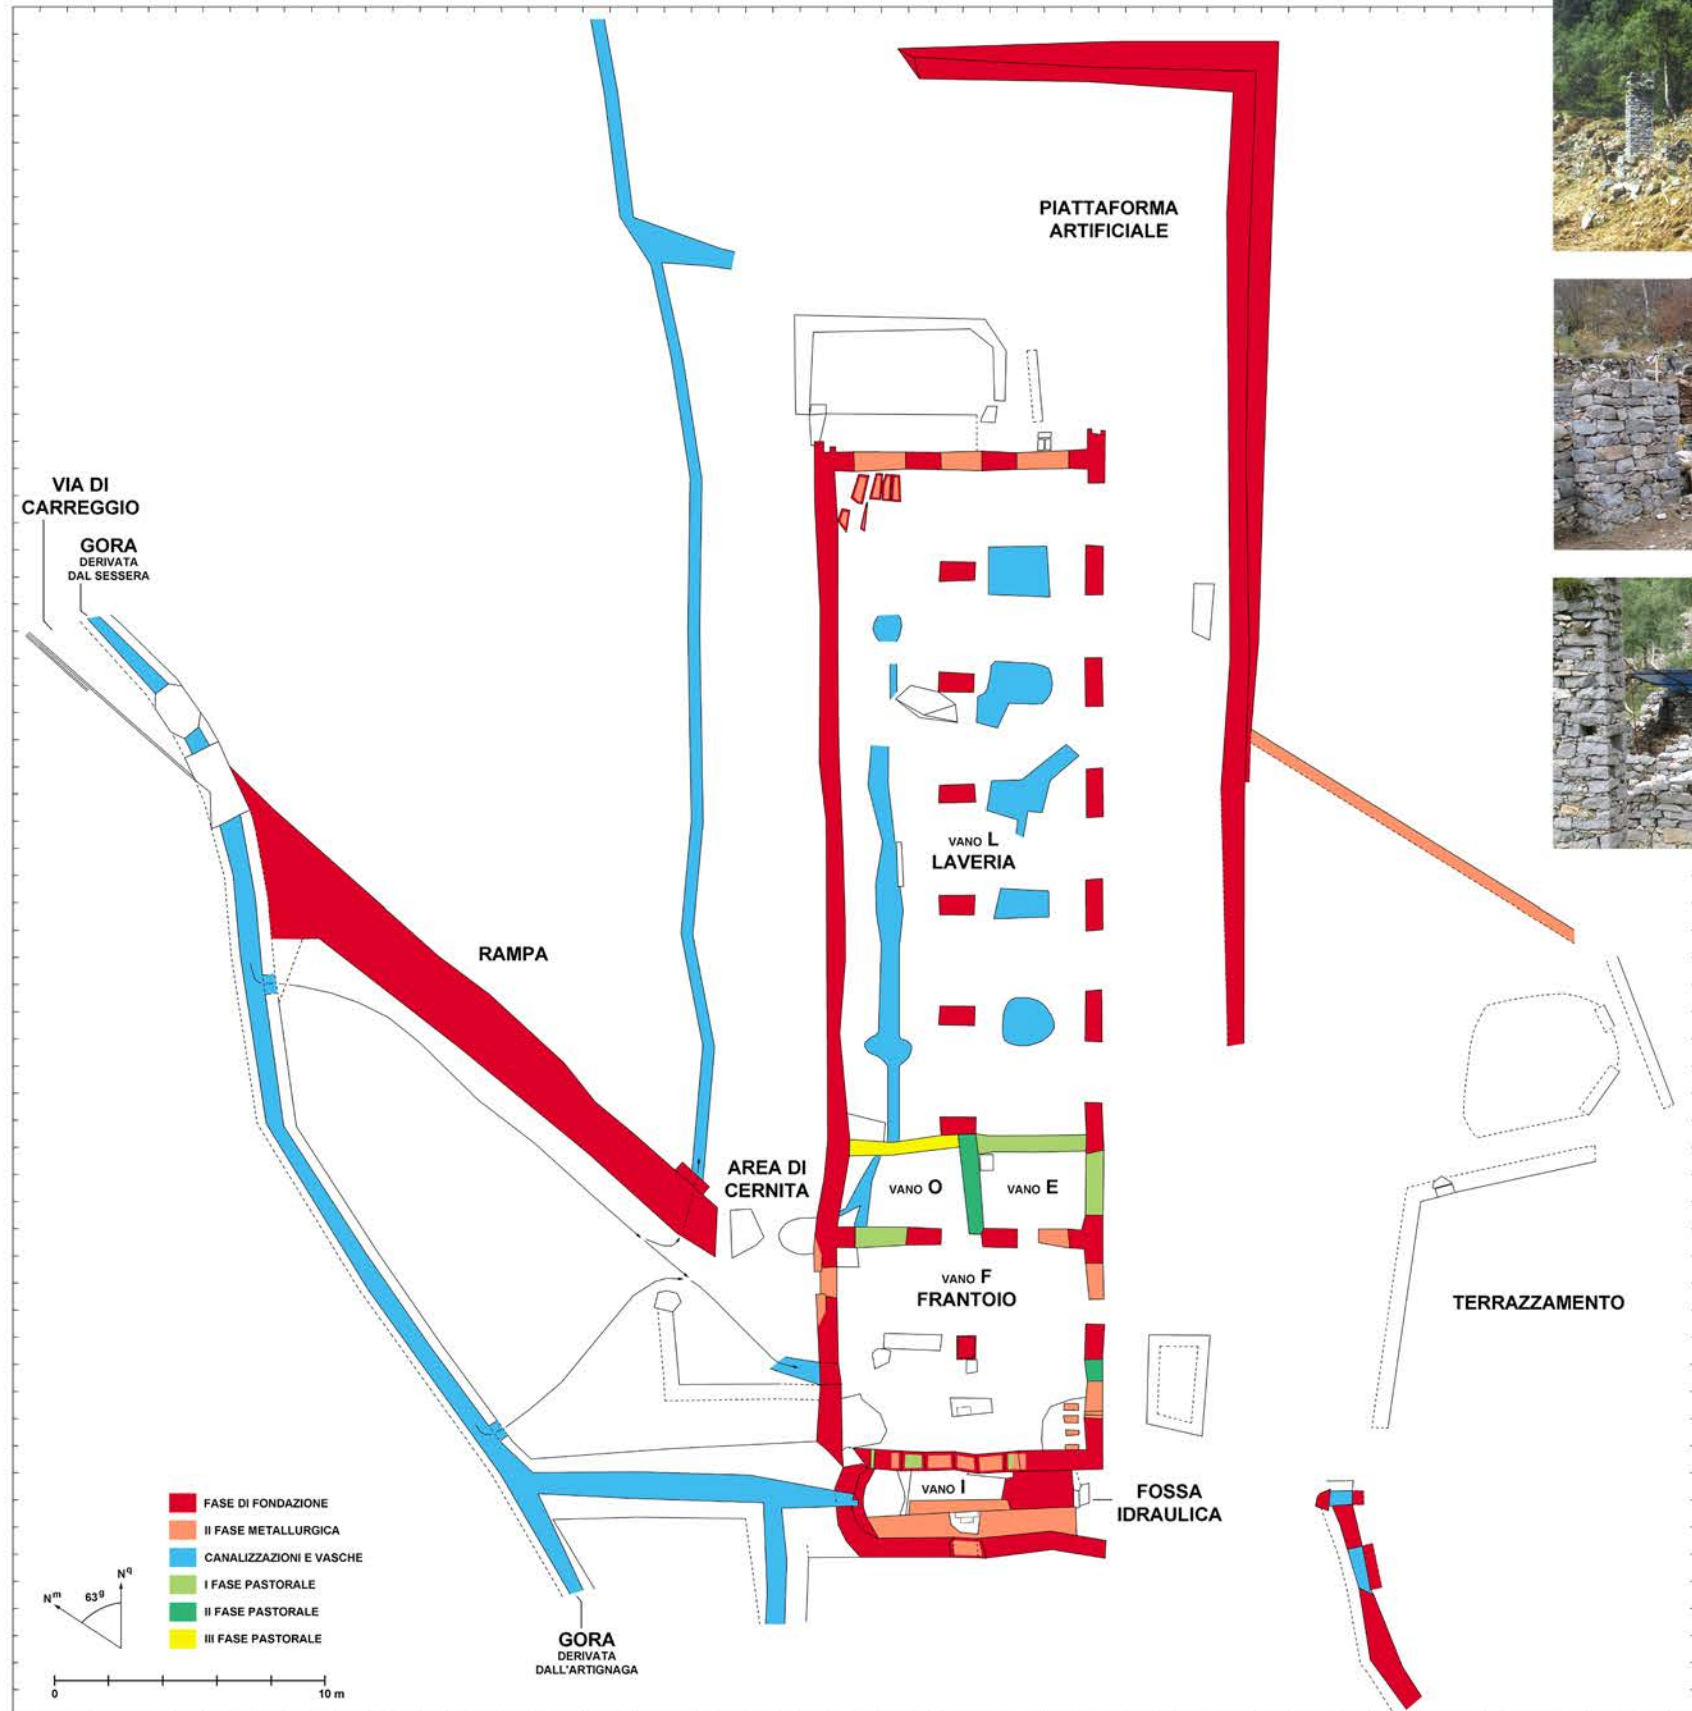 PIATTAFORMA
ARTIFICIALE
VIA DI
CARREGGIO
GORA
DERIVATA
DAL SESSERA
VANO L
LAVERIA
RAMPA
AREA DI
CERNITA
VANO O
VANO E
VANO F
FRANTOIO
TERRAZZAMENTO
VANO I
FOSSA
IDRAULICA
FASE DI FONDAZIONE
II FASE METALLURGICA
CANALIZZAZIONI E VASCHE
I FASE PASTORALE
II FASE PASTORALE
III FASE PASTORALE
Nm 63g Nq
GORA
DERIVATA
DALL'ARTIGNAGA
0 10 m